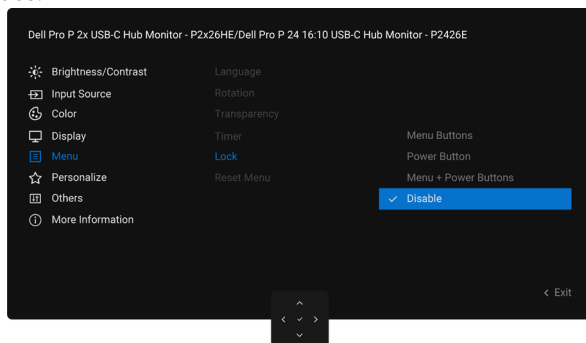 Dell Pro P 2x USB-C Hub Monitor - P2x26HE/Dell Pro P 24 16:10 USB-C Hub Monitor - P2426E
Brightness/Contrast
Language
Input Source
Rotation
Color
Transparency
Display
Timer
Menu Buttons
Menu
Lock
Power Button
Personalize
Reset Menu
Menu + Power Buttons
Others
Disable
More Information
Exit